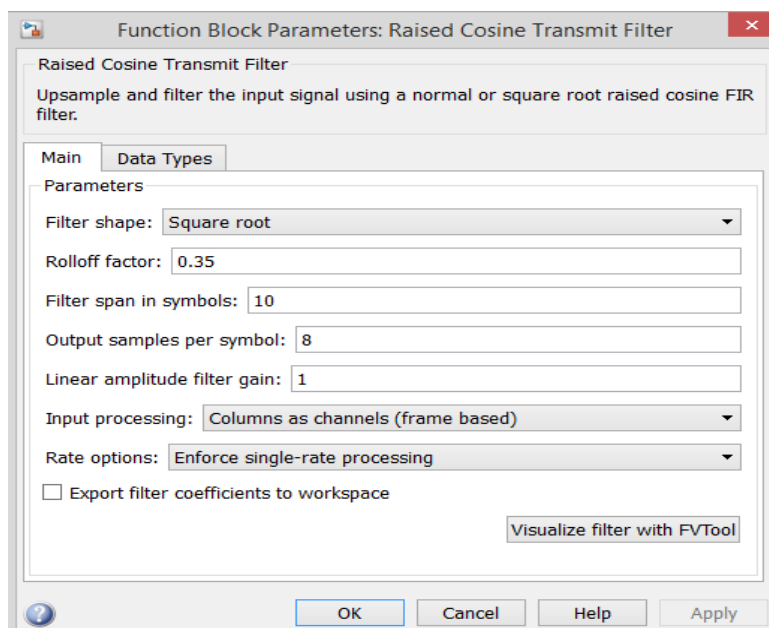 Function Block Parameters: Raised Cosine Transmit Filter
Raised Cosine Transmit Filter
Upsample and filter the input signal using a normal or square root raised cosine FIR
filter.
Main Data Types
Parameters
Filter shape: Square root
Rolloff factor: 0.35
Filter span in symbols: 10
Output samples per symbol: 8
Linear amplitude filter gain: 1
Input processing: Columns as channels (frame based)
Rate options: Enforce single-rate processing
Export filter coefficients to workspace
Visualize filter with FVTool
OK Cancel Help Apply